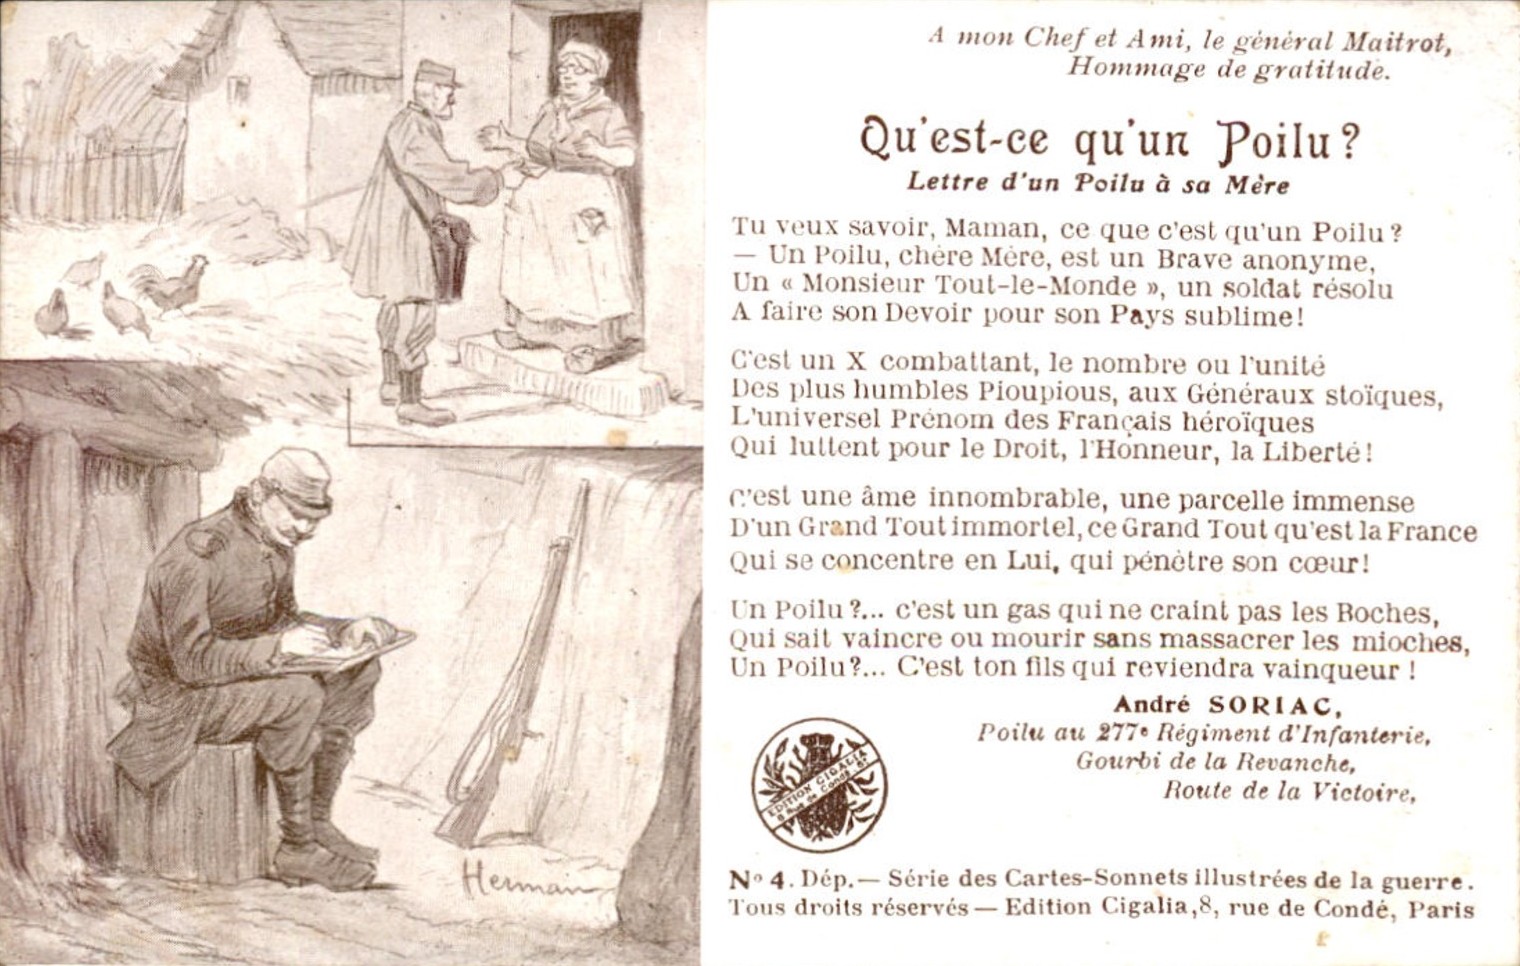 A mon Chef et Ami, le général Maitrot,
Hommage de gratitude.
Qu'est-ce qu'un Poilu ?
Lettre d'un Poilu à sa Mère
Tu veux savoir, Maman, ce que c'est qu'un Poilu ?
— Un Poilu, chère Mère, est un Brave anonyme,
Un « Monsieur Tout-le-Monde », un soldat résolu
A faire son Devoir pour son Pays sublime !
C'est un X combattant, le nombre ou l'unité
Des plus humbles Pioupious, aux Généraux stoïques,
L'universel Prénom des Français héroïques
Qui luttent pour le Droit, l'Honneur, la Liberté !
C'est une âme innombrable, une parcelle immense
D'un Grand Tout immortel, ce Grand Tout qu'est la France
Qui se concentre en Lui, qui pénètre son cœur !
Un Poilu ?... c'est un gas qui ne craint pas les Boches,
Qui sait vaincre ou mourir sans massacrer les mioches,
Un Poilu ?... C'est ton fils qui reviendra vainqueur !
André SORIAC,
Poilu au 277e Régiment d'Infanterie,
Gourbi de la Revanche,
Route de la Victoire,
EDITION CIGALIA
8 Rue de Condé 8
Herman
No 4. Dép. — Série des Cartes-Sonnets illustrées de la guerre.
Tous droits réservés — Edition Cigalia, 8, rue de Condé, Paris